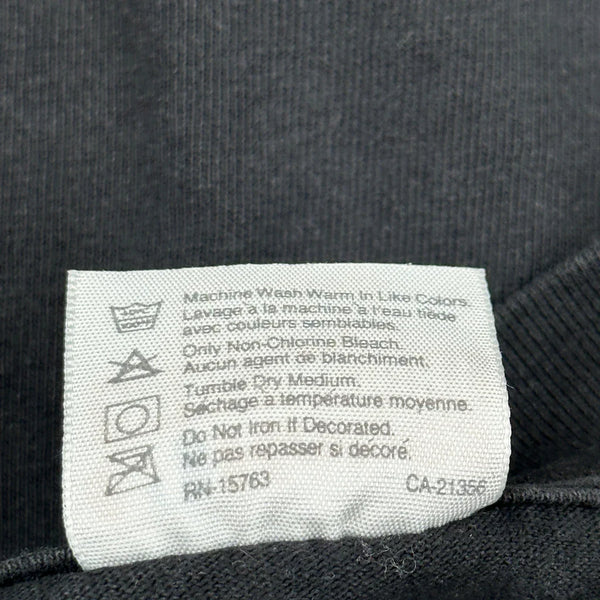 Machine Wash Warm In Like Colors.
Lavage a la machine a l'eau tiède
avec couleurs semblables.
Only Non-Chlorine Bleach.
Aucun agent de blanchiment.
Tumble Dry Medium.
Séchage a température moyenne.
Do Not Iron If Decorated.
Ne pas repasser si décoré.
RN-15763 CA-21356